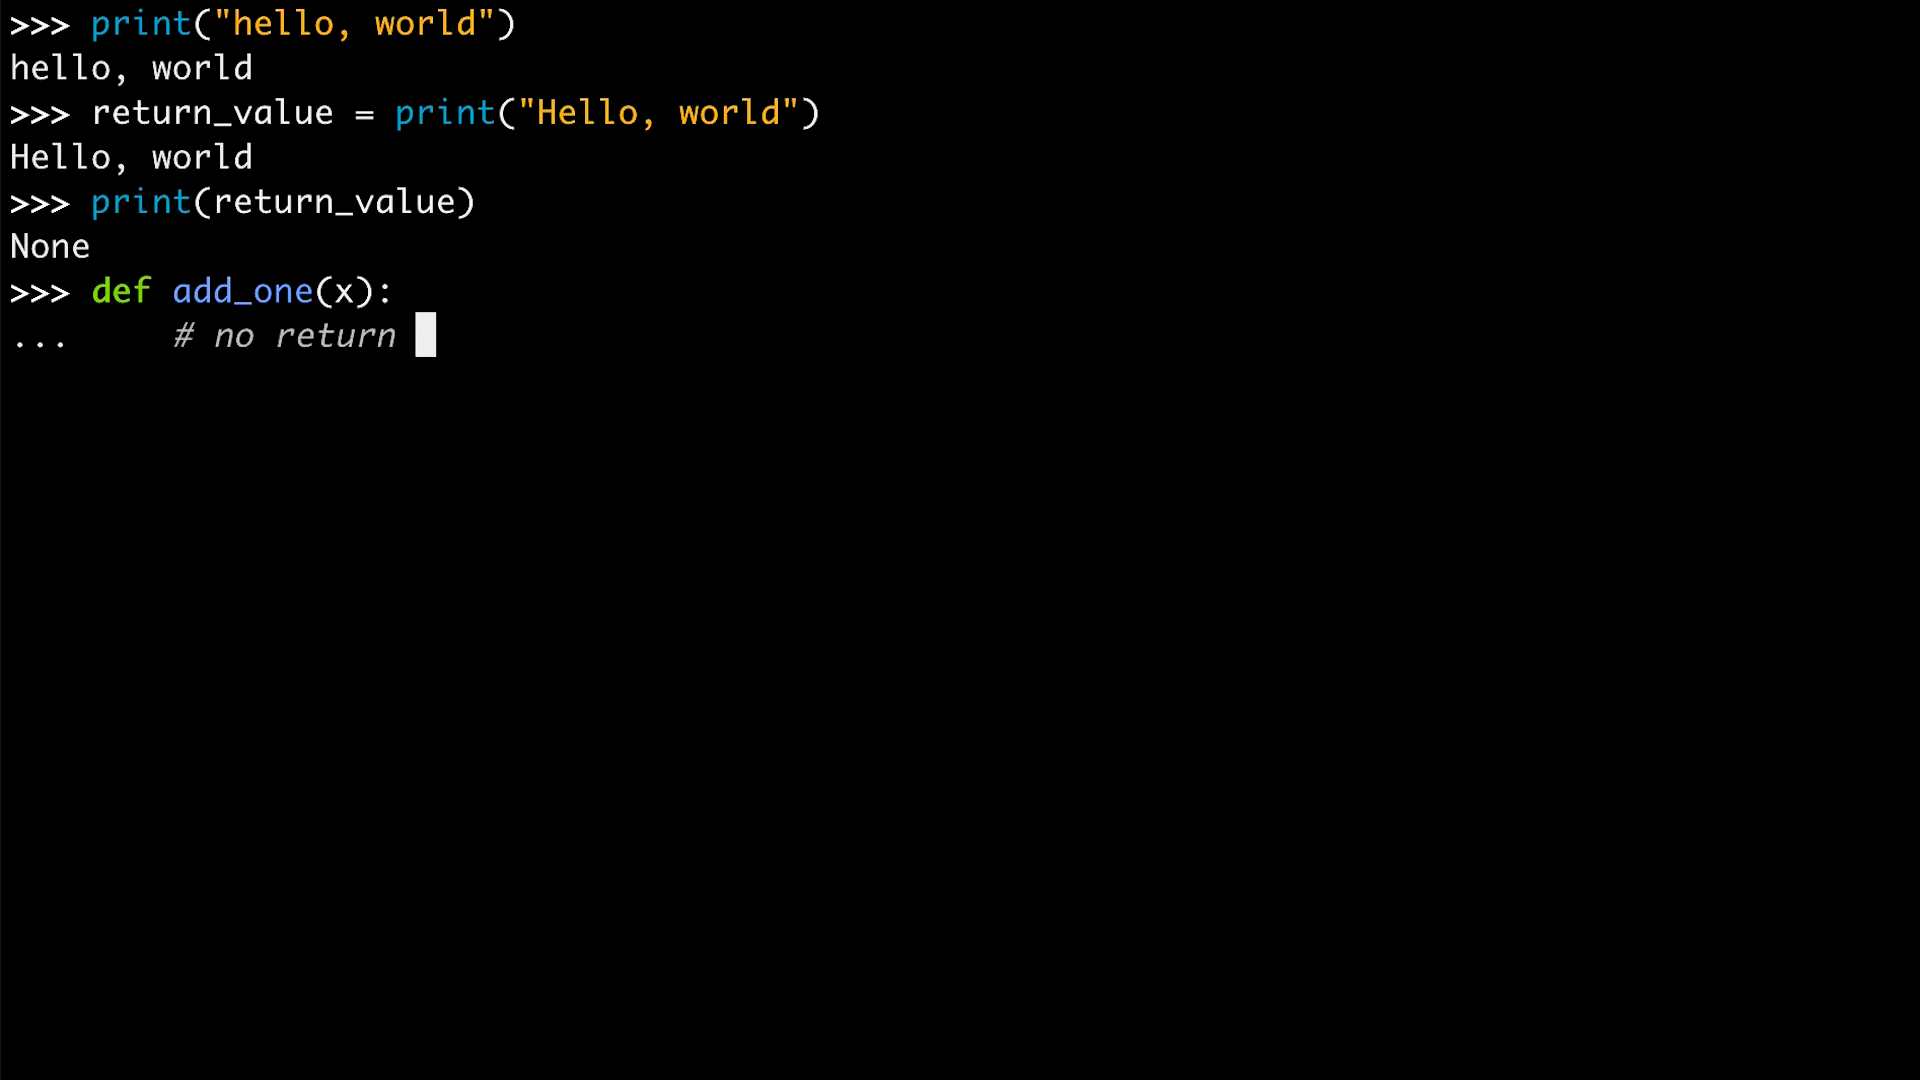 >>> print("hello, world")
hello, world
>>> return_value = print("Hello, world")
Hello, world
>>> print(return_value)
None
>>> def add_one(x):
...     # no return